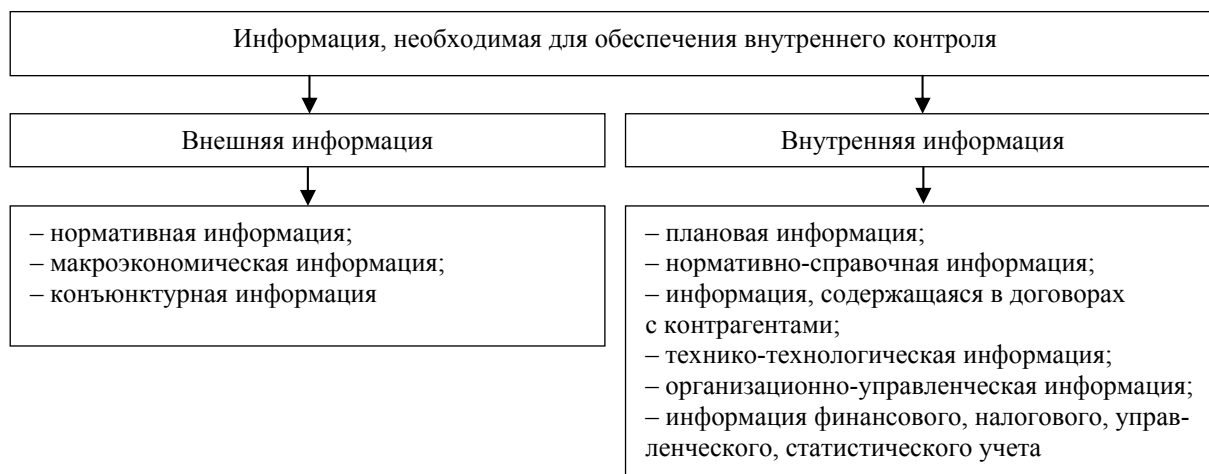 Информация, необходимая для обеспечения внутреннего контроля
Внешняя информация
– нормативная информация;
– макроэкономическая информация;
– конъюнктурная информация
Внутренняя информация
– плановая информация;
– нормативно-справочная информация;
– информация, содержащаяся в договорах
с контрагентами;
– технико-технологическая информация;
– организационно-управленческая информация;
– информация финансового, налогового, управ-
ленческого, статистического учета